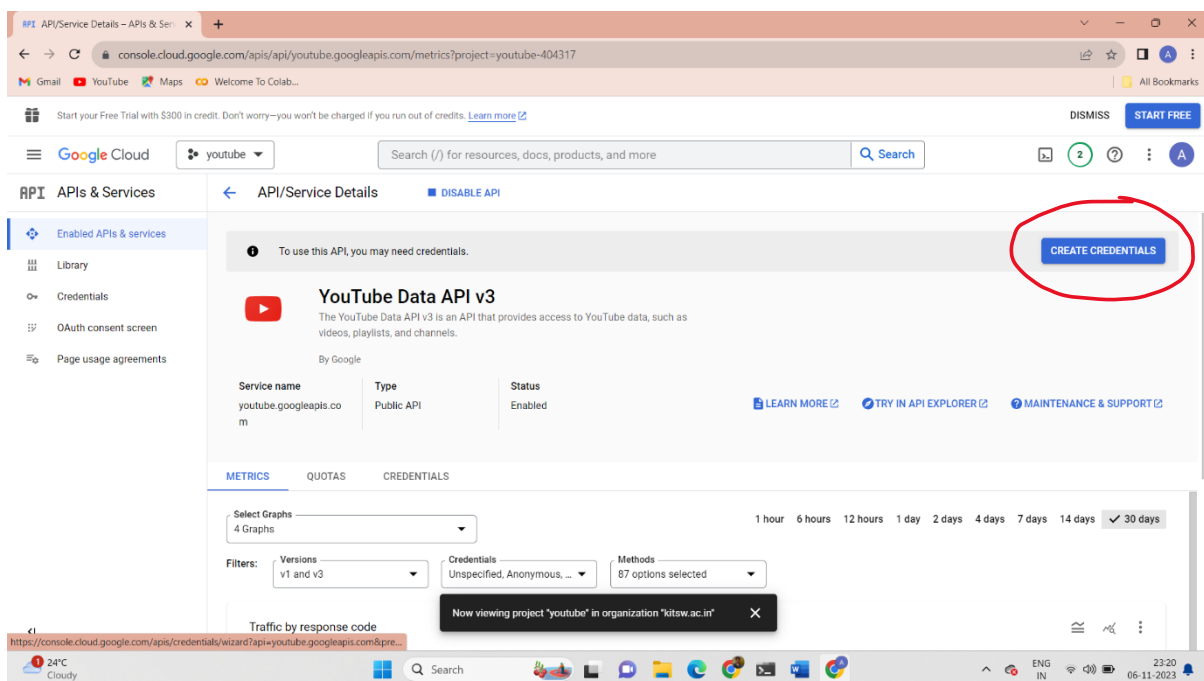 API/Service Details – APIs & Ser
console.cloud.google.com/apis/api/youtube.googleapis.com/metrics?project=youtube-404317
A
Gmail YouTube Maps Welcome To Colab...
All Bookmarks
Start your Free Trial with $300 in credit. Don't worry—you won't be charged if you run out of credits. Learn more
DISMISS
START FREE
Google Cloud
youtube
Search (/) for resources, docs, products, and more
Search
2
A
API APIs & Services
API/Service Details
DISABLE API
Enabled APIs & services
Library
Credentials
OAuth consent screen
Page usage agreements
To use this API, you may need credentials.
CREATE CREDENTIALS
YouTube Data API v3
The YouTube Data API v3 is an API that provides access to YouTube data, such as
videos, playlists, and channels.
By Google
Service name
youtube.googleapis.co
m
Type
Public API
Status
Enabled
LEARN MORE
TRY IN API EXPLORER
MAINTENANCE & SUPPORT
METRICS QUOTAS CREDENTIALS
Select Graphs
4 Graphs
1 hour 6 hours 12 hours 1 day 2 days 4 days 7 days 14 days 30 days
Filters:
Versions
v1 and v3
Credentials
Unspecified, Anonymous, ...
Methods
87 options selected
Now viewing project "youtube" in organization "kitsw.ac.in"
Traffic by response code
https://console.cloud.google.com/apis/credentials/wizard?api=youtube.googleapis.com&pre...
1
24°C
Cloudy
Search
ENG
IN
23:20
06-11-2023